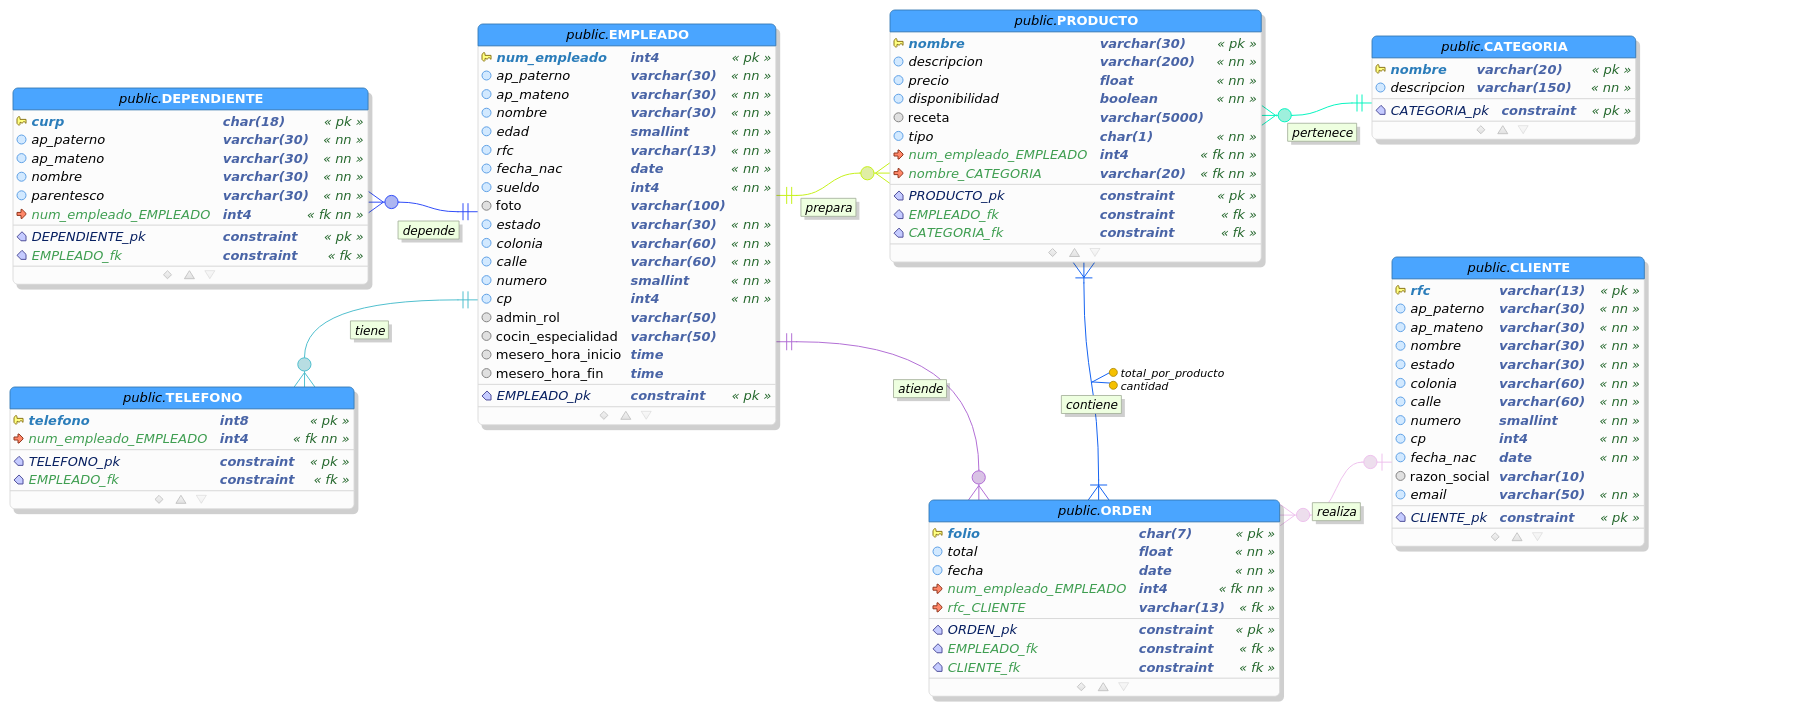 public.DEPENDIENTE
curp char(18) « pk »
ap_paterno varchar(30) « nn »
ap_mateno varchar(30) « nn »
nombre varchar(30) « nn »
parentesco varchar(30) « nn »
num_empleado_EMPLEADO int4 « fk nn »
DEPENDIENTE_pk constraint « pk »
EMPLEADO_fk constraint « fk »
depende
tiene
public.TELEFONO
telefono int8 « pk »
num_empleado_EMPLEADO int4 « fk nn »
TELEFONO_pk constraint « pk »
EMPLEADO_fk constraint « fk »
public.EMPLEADO
num_empleado int4 « pk »
ap_paterno varchar(30) « nn »
ap_mateno varchar(30) « nn »
nombre varchar(30) « nn »
edad smallint « nn »
rfc varchar(13) « nn »
fecha_nac date « nn »
sueldo int4 « nn »
foto varchar(100)
estado varchar(30) « nn »
colonia varchar(60) « nn »
calle varchar(60) « nn »
numero smallint « nn »
cp int4 « nn »
admin_rol varchar(50)
cocin_especialidad varchar(50)
mesero_hora_inicio time
mesero_hora_fin time
EMPLEADO_pk constraint « pk »
prepara
atiende
public.PRODUCTO
nombre varchar(30) « pk »
descripcion varchar(200) « nn »
precio float « nn »
disponibilidad boolean « nn »
receta varchar(5000)
tipo char(1) « nn »
num_empleado_EMPLEADO int4 « fk nn »
nombre_CATEGORIA varchar(20) « fk nn »
PRODUCTO_pk constraint « pk »
EMPLEADO_fk constraint « fk »
CATEGORIA_fk constraint « fk »
pertenece
public.CATEGORIA
nombre varchar(20) « pk »
descripcion varchar(150) « nn »
CATEGORIA_pk constraint « pk »
total_por_producto
cantidad
contiene
public.ORDEN
folio char(7) « pk »
total float « nn »
fecha date « nn »
num_empleado_EMPLEADO int4 « fk nn »
rfc_CLIENTE varchar(13) « fk »
ORDEN_pk constraint « pk »
EMPLEADO_fk constraint « fk »
CLIENTE_fk constraint « fk »
realiza
public.CLIENTE
rfc varchar(13) « pk »
ap_paterno varchar(30) « nn »
ap_mateno varchar(30) « nn »
nombre varchar(30) « nn »
estado varchar(30) « nn »
colonia varchar(60) « nn »
calle varchar(60) « nn »
numero smallint « nn »
cp int4 « nn »
fecha_nac date « nn »
razon_social varchar(10)
email varchar(50) « nn »
CLIENTE_pk constraint « pk »